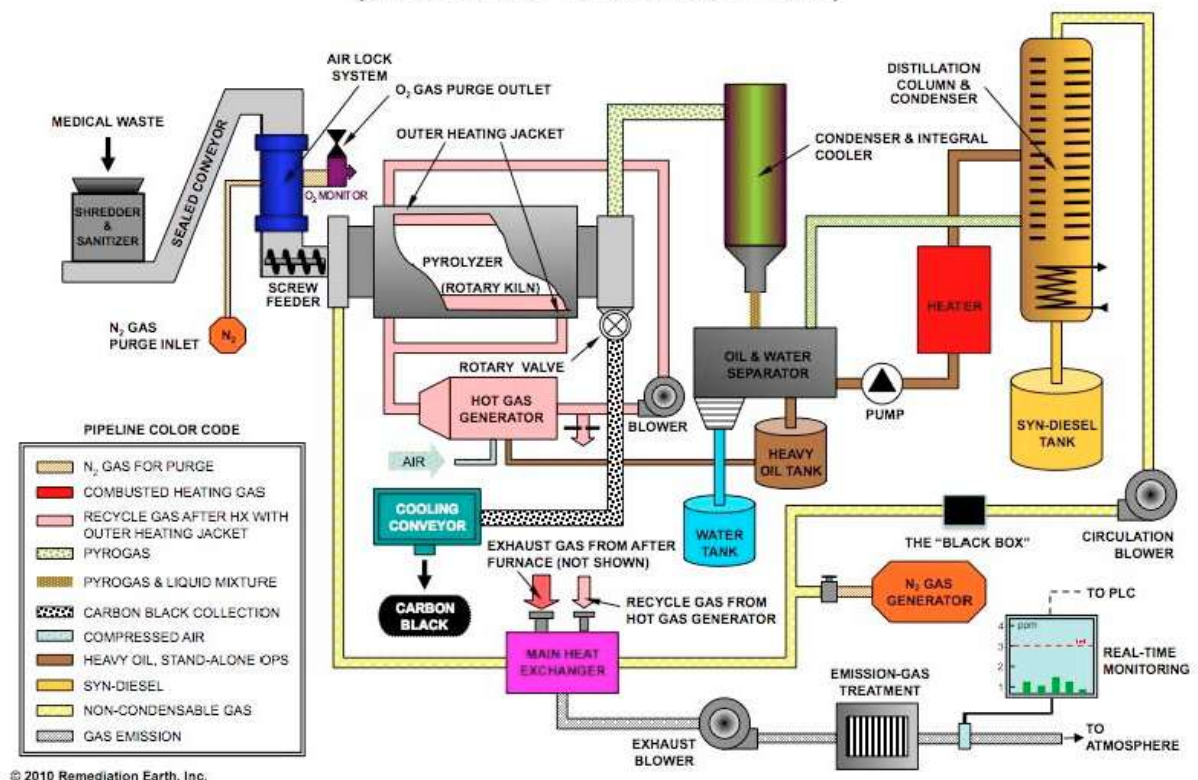 AIR LOCK
SYSTEM
O2 GAS PURGE OUTLET
MEDICAL WASTE
OUTER HEATING JACKET
DISTILLATION
COLUMN &
CONDENSER
CONDENSER & INTEGRAL
COOLER
SEALED CONVEYOR
O2 MONITOR
SHREDDER
&
SANITIZER
PYROLYZER
(ROTARY KILN)
SCREW
FEEDER
HEATER
N2 GAS
PURGE INLET
N2
ROTARY VALVE
OIL & WATER
SEPARATOR
PUMP
HOT GAS
GENERATOR
BLOWER
SYN-DIESEL
TANK
AIR
HEAVY
OIL TANK
PIPELINE COLOR CODE
N2 GAS FOR PURGE
COMBUSTED HEATING GAS
RECYCLE GAS AFTER HX WITH
OUTER HEATING JACKET
PYROGAS
PYROGAS & LIQUID MIXTURE
CARBON BLACK COLLECTION
COMPRESSED AIR
HEAVY OIL, STAND-ALONE OPS
SYN-DIESEL
NON-CONDENSABLE GAS
GAS EMISSION
COOLING
CONVEYOR
WATER
TANK
THE "BLACK BOX"
CIRCULATION
BLOWER
EXHAUST GAS FROM AFTER
FURNACE (NOT SHOWN)
CARBON
BLACK
RECYCLE GAS FROM
HOT GAS GENERATOR
N2 GAS
GENERATOR
TO PLC
4
ppm
3
2
1
REAL-TIME
MONITORING
MAIN HEAT
EXCHANGER
EMISSION-GAS
TREATMENT
EXHAUST
BLOWER
TO
ATMOSPHERE
© 2010 Remediation Earth, Inc.